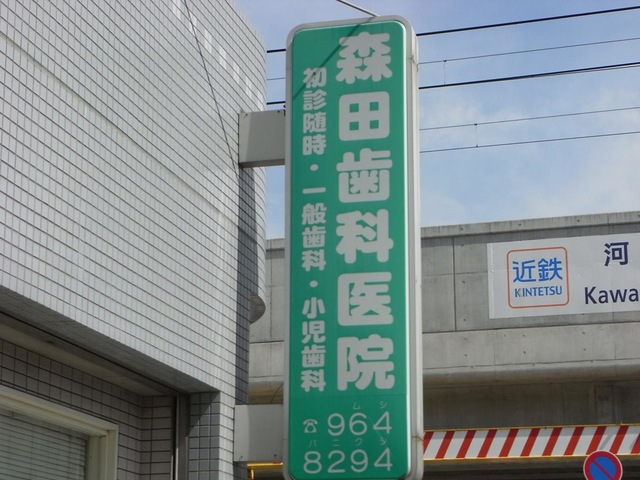 森田歯科医院
初診随時・一般歯科・小児歯科
ムシ
☎964
バニクシ
8294
近鉄
KINTETSU
河
Kawa